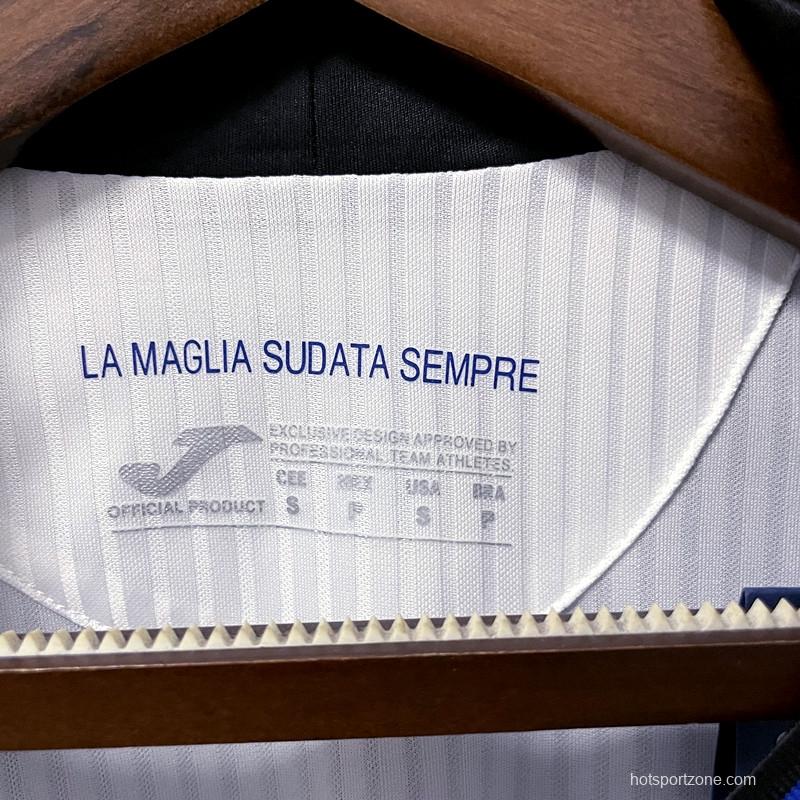 LA MAGLIA SUDATA SEMPRE
EXCLUSIVE DESIGN APPROVED BY
PROFESSIONAL TEAM ATHLETES
OFFICIAL PRODUCT
CEE MEX USA BRA
S P S P
hotsportzone.com